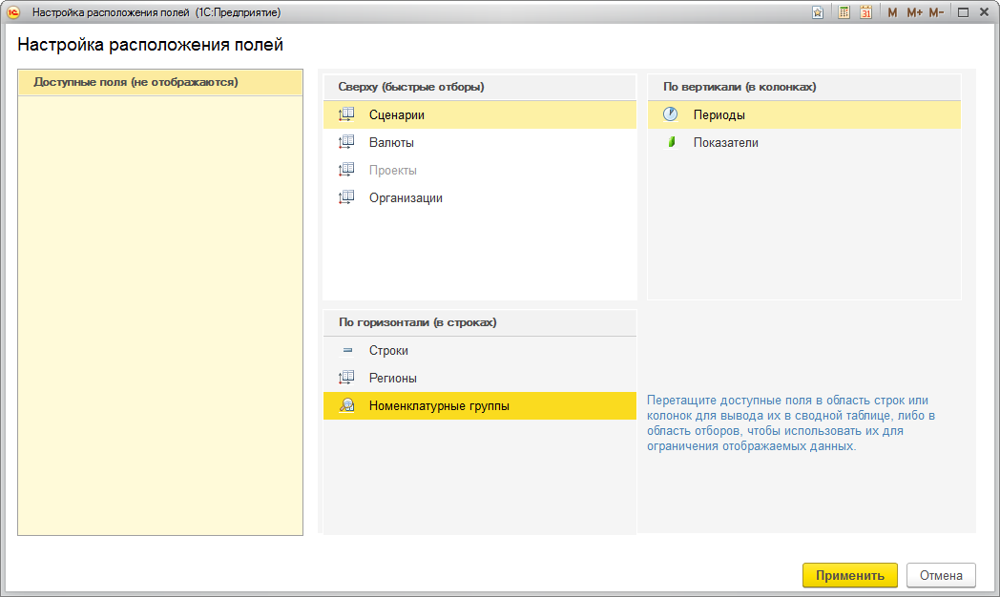 Настройка расположения полей (1С:Предприятие)
31
M M+ M-
Настройка расположения полей
Доступные поля (не отображаются)
Сверху (быстрые отборы)
Сценарии
Валюты
Проекты
Организации
По вертикали (в колонках)
Периоды
Показатели
По горизонтали (в строках)
Строки
Регионы
Номенклатурные группы
Перетащите доступные поля в область строк или
колонок для вывода их в сводной таблице, либо в
область отборов, чтобы использовать их для
ограничения отображаемых данных.
Применить
Отмена